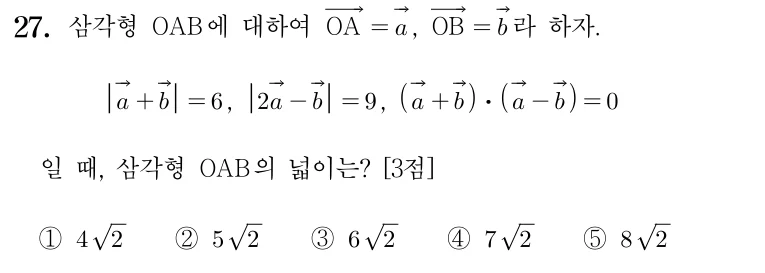 27. 삼각형 OAB에 대하여 $\overrightarrow{OA}=\vec{a}$, $\overrightarrow{OB}=\vec{b}$라 하자.
$|\vec{a}+\vec{b}|=6$, $|2\vec{a}-\vec{b}|=9$, $(\vec{a}+\vec{b})\cdot(\vec{a}-\vec{b})=0$
일 때, 삼각형 OAB의 넓이는? [3점]
① $4\sqrt{2}$ ② $5\sqrt{2}$ ③ $6\sqrt{2}$ ④ $7\sqrt{2}$ ⑤ $8\sqrt{2}$